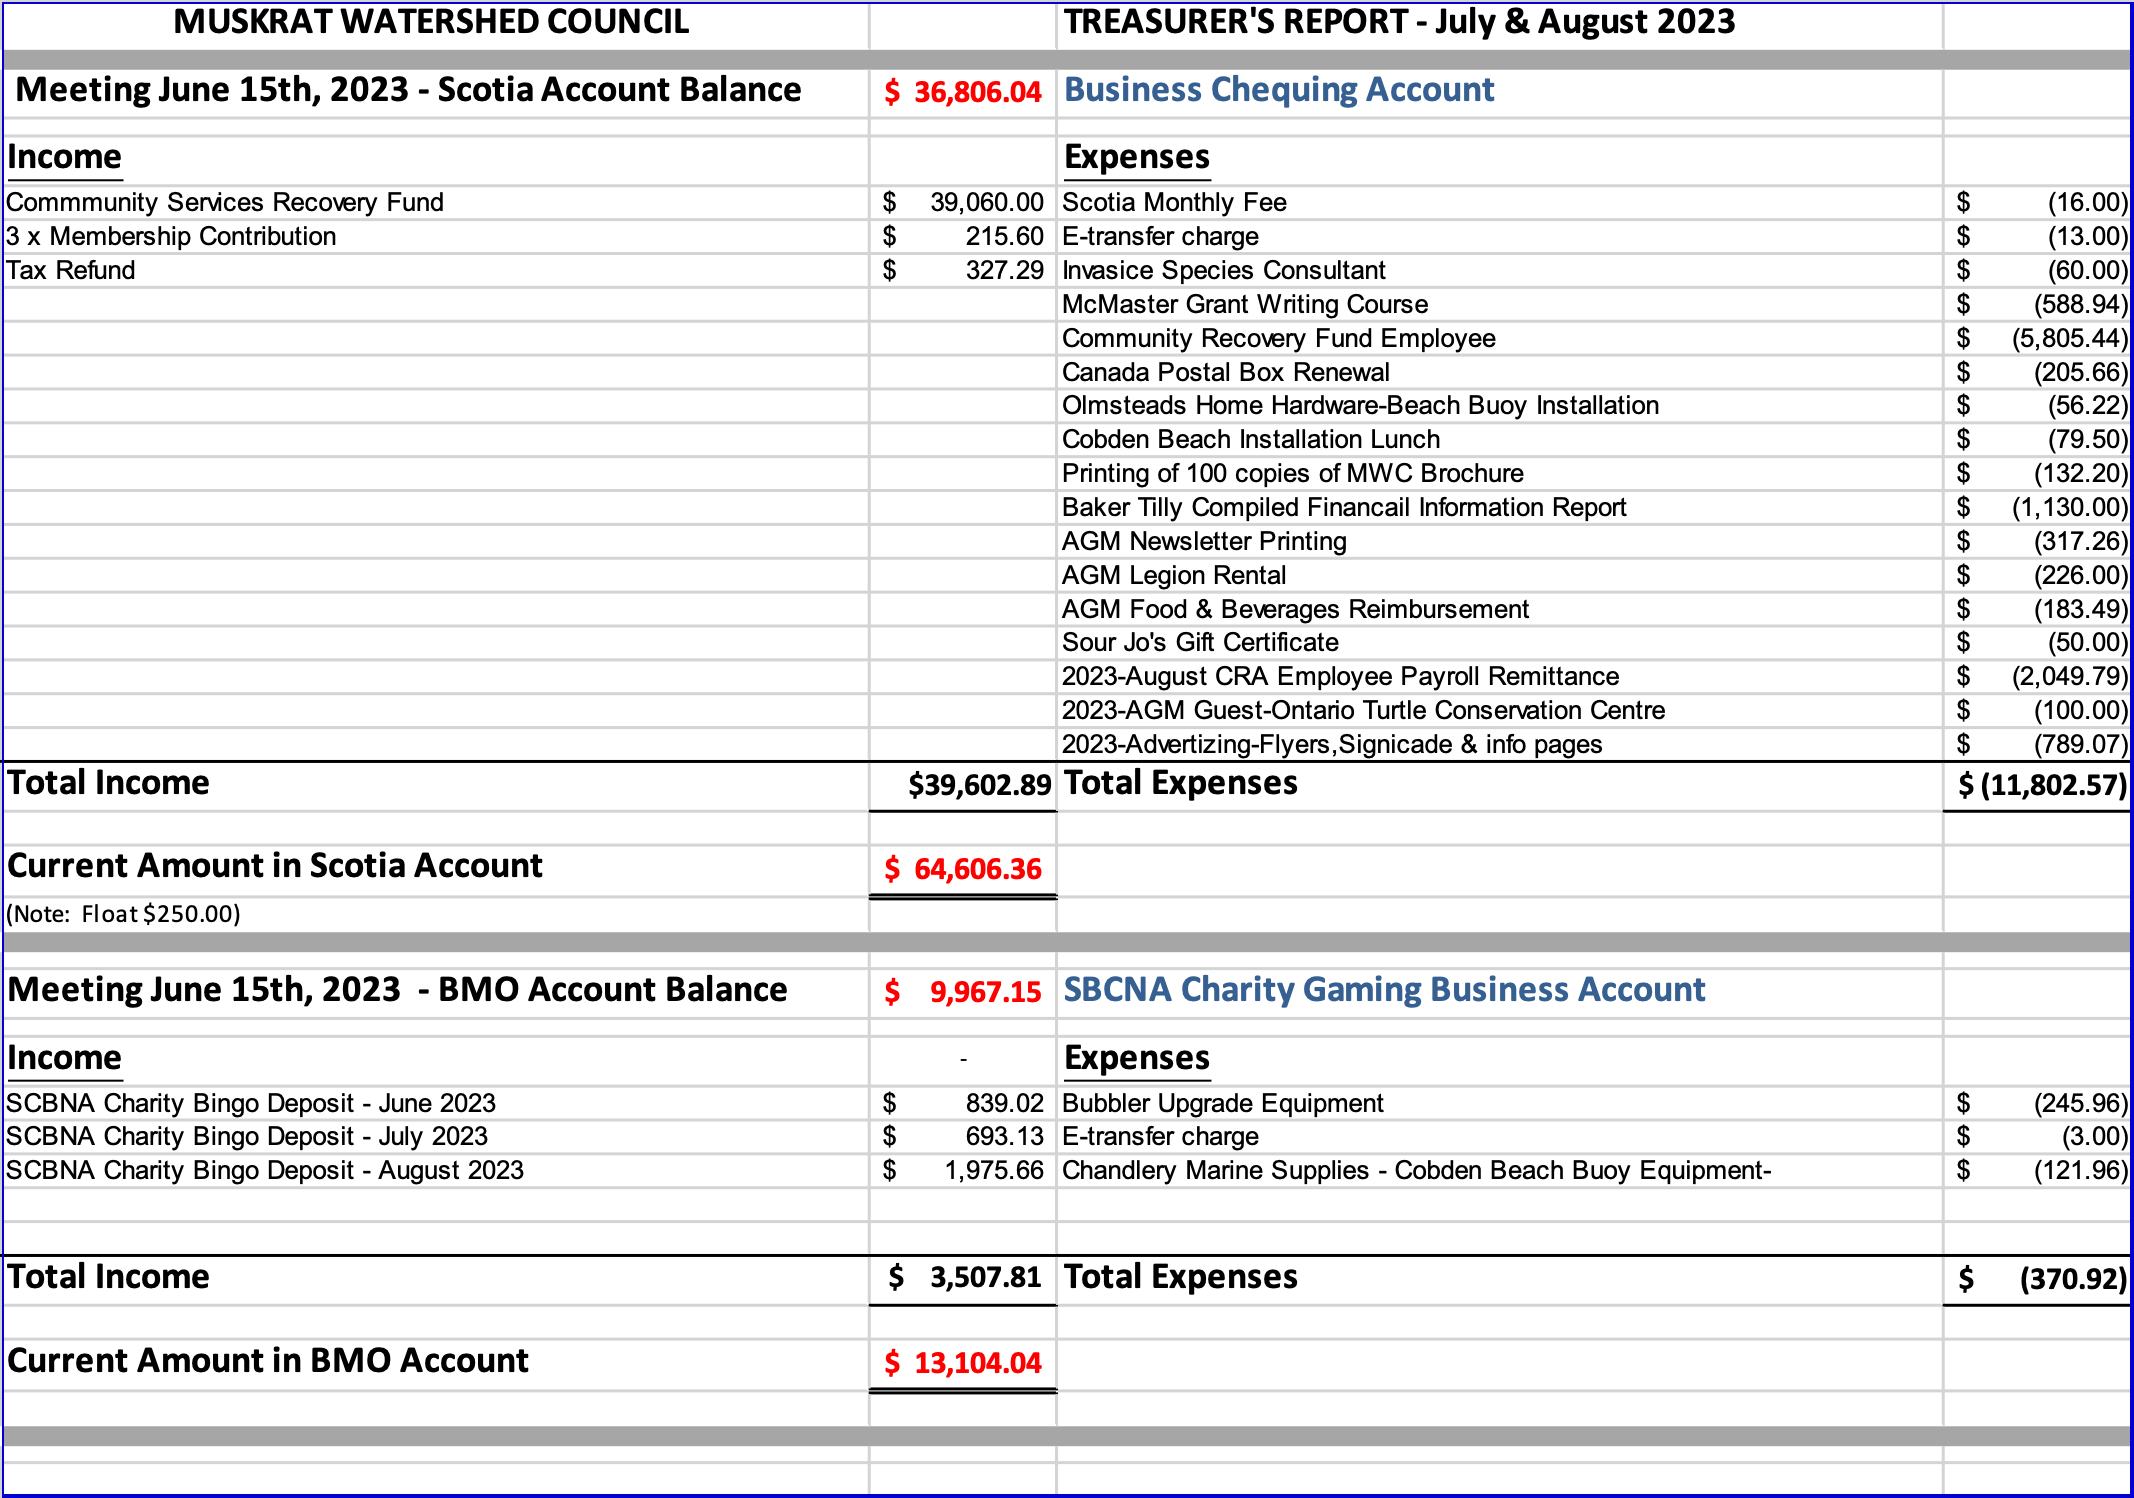 MUSKRAT WATERSHED COUNCIL TREASURER'S REPORT - July & August 2023
Meeting June 15th, 2023 - Scotia Account Balance $ 36,806.04 Business Chequing Account
Income Expenses
Commmunity Services Recovery Fund $ 39,060.00 Scotia Monthly Fee $ (16.00)
3 x Membership Contribution $ 215.60 E-transfer charge $ (13.00)
Tax Refund $ 327.29 Invasice Species Consultant $ (60.00)
McMaster Grant Writing Course $ (588.94)
Community Recovery Fund Employee $ (5,805.44)
Canada Postal Box Renewal $ (205.66)
Olmsteads Home Hardware-Beach Buoy Installation $ (56.22)
Cobden Beach Installation Lunch $ (79.50)
Printing of 100 copies of MWC Brochure $ (132.20)
Baker Tilly Compiled Financail Information Report $ (1,130.00)
AGM Newsletter Printing $ (317.26)
AGM Legion Rental $ (226.00)
AGM Food & Beverages Reimbursement $ (183.49)
Sour Jo's Gift Certificate $ (50.00)
2023-August CRA Employee Payroll Remittance $ (2,049.79)
2023-AGM Guest-Ontario Turtle Conservation Centre $ (100.00)
2023-Advertizing-Flyers,Signicade & info pages $ (789.07)
Total Income $39,602.89 Total Expenses $ (11,802.57)
Current Amount in Scotia Account $ 64,606.36
(Note: Float $250.00)
Meeting June 15th, 2023 - BMO Account Balance $ 9,967.15 SBCNA Charity Gaming Business Account
Income - Expenses
SCBNA Charity Bingo Deposit - June 2023 $ 839.02 Bubbler Upgrade Equipment $ (245.96)
SCBNA Charity Bingo Deposit - July 2023 $ 693.13 E-transfer charge $ (3.00)
SCBNA Charity Bingo Deposit - August 2023 $ 1,975.66 Chandlery Marine Supplies - Cobden Beach Buoy Equipment- $ (121.96)
Total Income $ 3,507.81 Total Expenses $ (370.92)
Current Amount in BMO Account $ 13,104.04